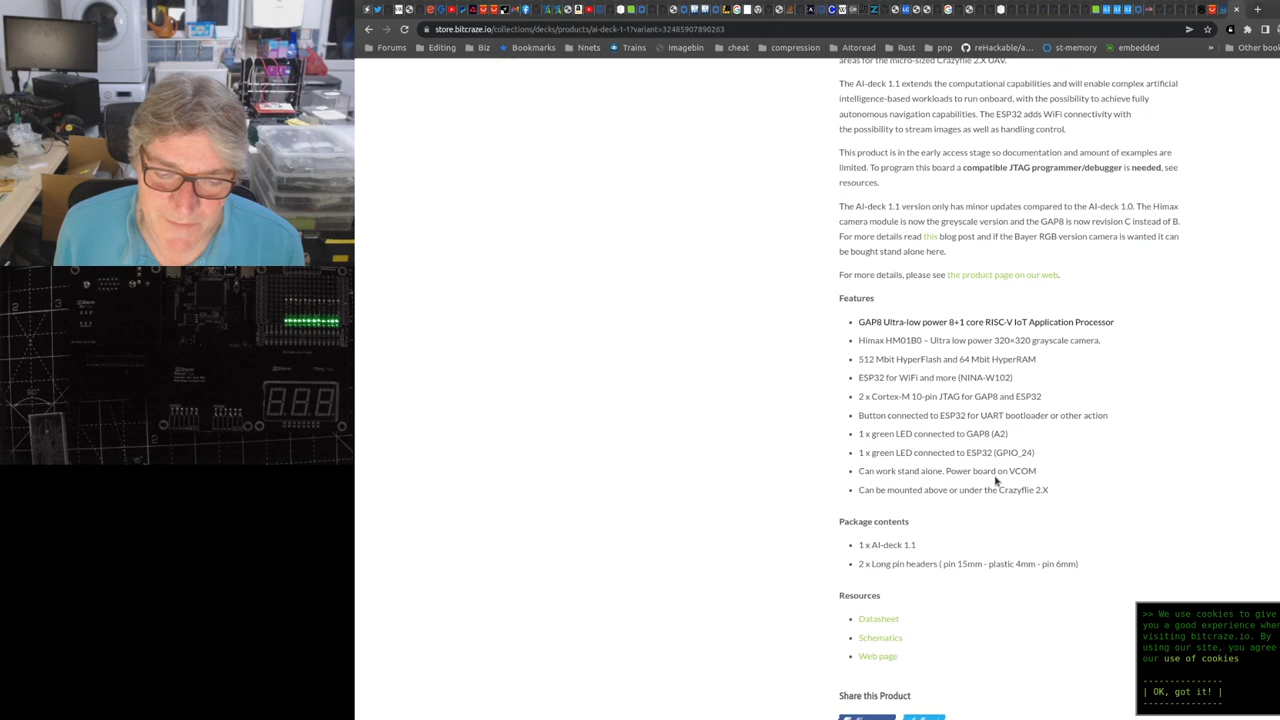 store.bitcraze.io/collections/decks/products/ai-deck-1-1?variant=32485907890263
Forums Editing Biz Bookmarks Nnets Trains Imagebin cheat compression Aitoread Rust pnp reHackable/a... st-memory embedded » Other book
areas for the micro-sized Crazyflie 2.X UAV.
The AI-deck 1.1 extends the computational capabilities and will enable complex artificial
intelligence-based workloads to run onboard, with the possibility to achieve fully
autonomous navigation capabilities. The ESP32 adds WiFi connectivity with
the possibility to stream images as well as handling control.
This product is in the early access stage so documentation and amount of examples are
limited. To program this board a compatible JTAG programmer/debugger is needed, see
resources.
The AI-deck 1.1 version only has minor updates compared to the AI-deck 1.0. The Himax
camera module is now the greyscale version and the GAP8 is now revision C instead of B.
For more details read this blog post and if the Bayer RGB version camera is wanted it can
be bought stand alone here.
For more details, please see the product page on our web.
Features
GAP8 Ultra-low power 8+1 core RISC-V IoT Application Processor
Himax HM01B0 – Ultra low power 320×320 grayscale camera.
512 Mbit HyperFlash and 64 Mbit HyperRAM
ESP32 for WiFi and more (NINA-W102)
2 x Cortex-M 10-pin JTAG for GAP8 and ESP32
Button connected to ESP32 for UART bootloader or other action
1 x green LED connected to GAP8 (A2)
1 x green LED connected to ESP32 (GPIO_24)
Can work stand alone. Power board on VCOM
Can be mounted above or under the Crazyflie 2.X
Package contents
1 x AI-deck 1.1
2 x Long pin headers ( pin 15mm - plastic 4mm - pin 6mm)
Resources
Datasheet
Schematics
Web page
Share this Product
>> We use cookies to give
you a good experience when
visiting bitcraze.io. By
using our site, you agree
our use of cookies
---------------
| OK, got it! |
---------------
2 3
90°
2